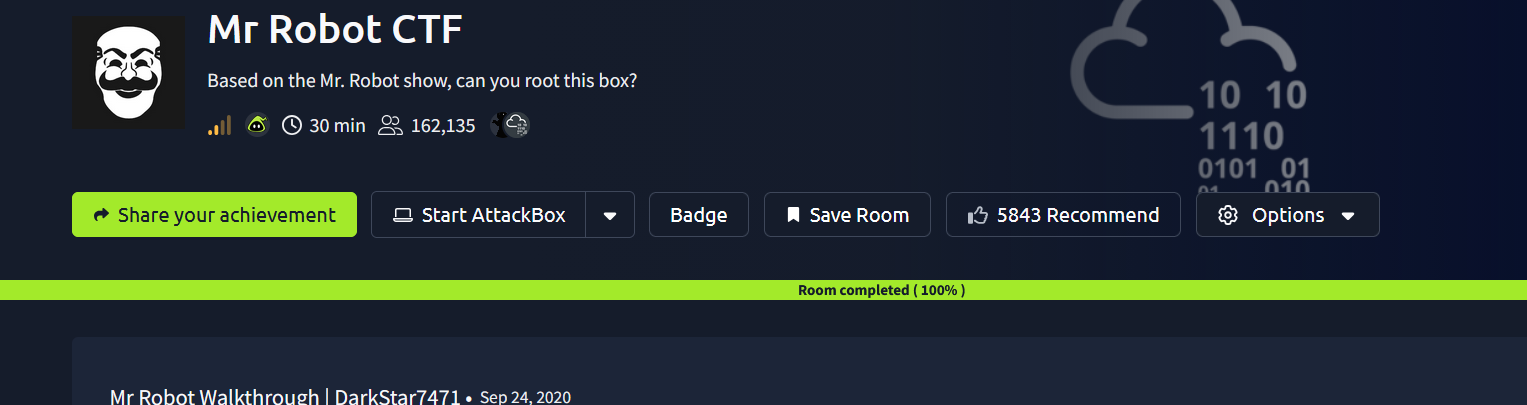 Mr Robot CTF
Based on the Mr. Robot show, can you root this box?
30 min 162,135
10 10
1110
0101 01
01 010
Share your achievement Start AttackBox Badge Save Room 5843 Recommend Options
Room completed ( 100% )
Mr Robot Walkthrough | DarkStar7471 • Sep 24, 2020